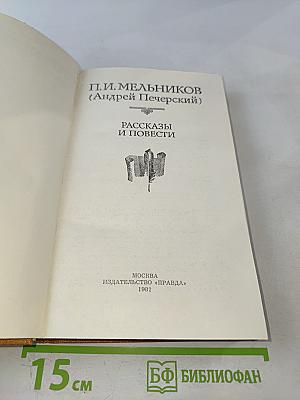 П.И.МЕЛЬНИКОВ
(Андрей Печерский)
РАССКАЗЫ
И ПОВЕСТИ
МОСКВА
ИЗДАТЕЛЬСТВО «ПРАВДА»
15 см
БФ БИБЛИОФАН